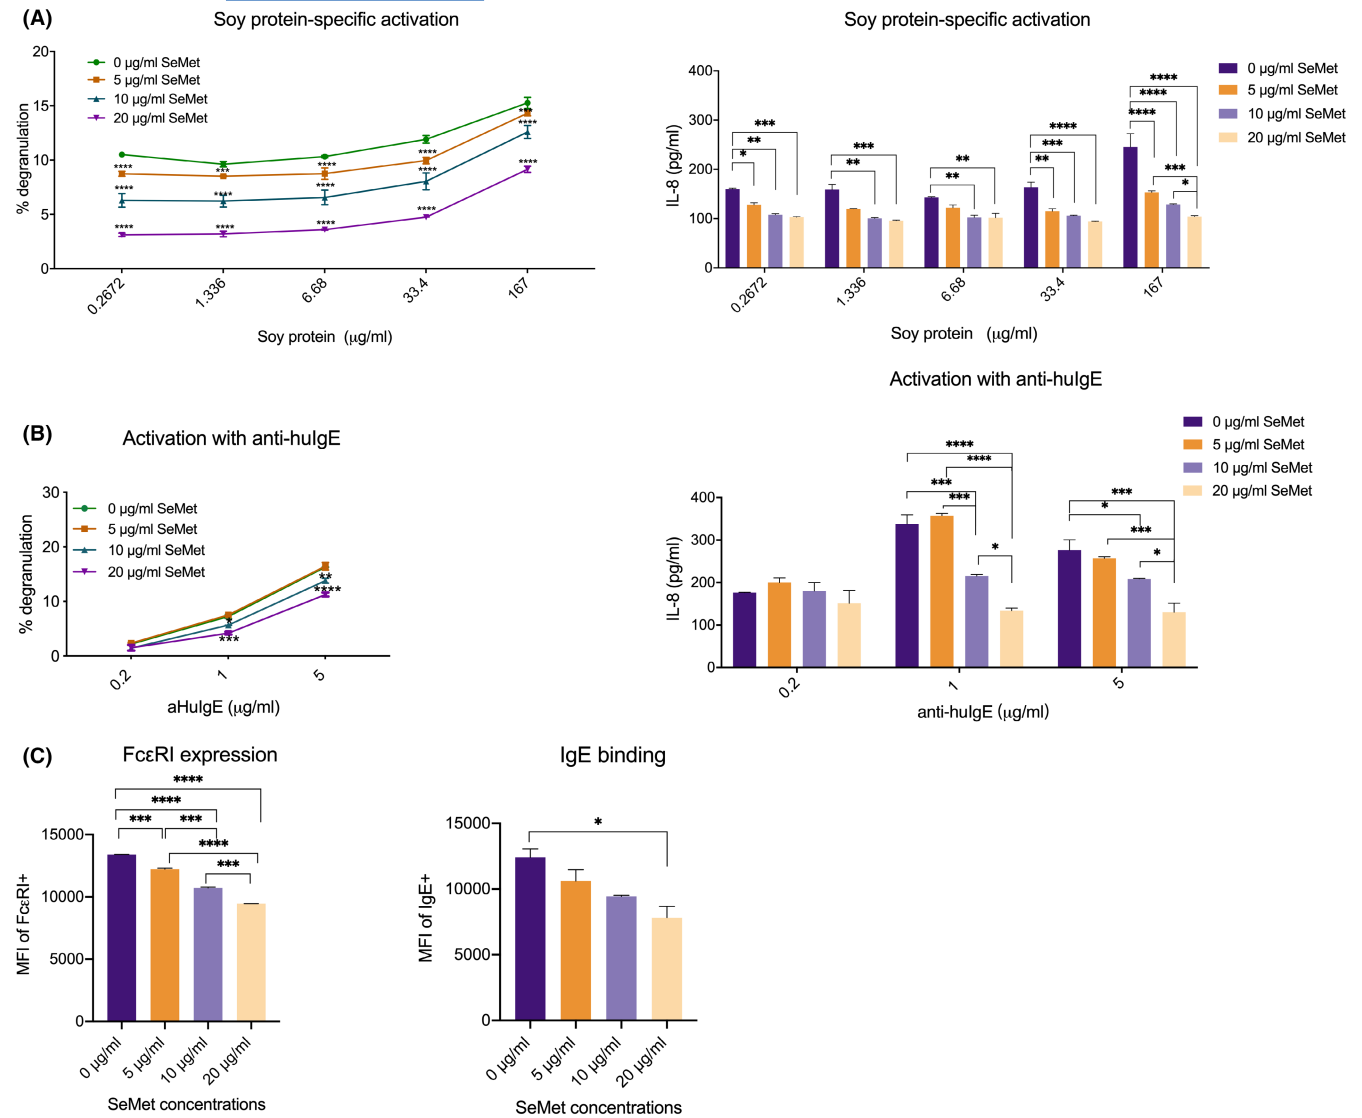 (A)
Soy protein-specific activation
% degranulation
20
15
10
5
0
0 µg/ml SeMet
5 µg/ml SeMet
10 µg/ml SeMet
20 µg/ml SeMet
**** *** **** **** ***
**** **** **** **** ****
**** **** **** **** ****
0.2672 1.336 6.68 33.4 167
Soy protein (µg/ml)
Soy protein-specific activation
IL-8 (pg/ml)
400
300
200
100
0
0 µg/ml SeMet
5 µg/ml SeMet
10 µg/ml SeMet
20 µg/ml SeMet
*** ** *
*** **
** **
**** *** **
**** **** **** *** *
0.2672 1.336 6.68 33.4 167
Soy protein (µg/ml)
(B)
Activation with anti-huIgE
% degranulation
30
20
10
0
0 µg/ml SeMet
5 µg/ml SeMet
10 µg/ml SeMet
20 µg/ml SeMet
* ***
** ****
0.2 1 5
aHuIgE (µg/ml)
Activation with anti-huIgE
IL-8 (pg/ml)
400
300
200
100
0
0 µg/ml SeMet
5 µg/ml SeMet
10 µg/ml SeMet
20 µg/ml SeMet
**** **** *** *** *
*** * *** *
0.2 1 5
anti-huIgE (µg/ml)
(C)
FcεRI expression
MFI of FcεRI+
15000
10000
5000
0
****
****
*** ***
****
***
0 µg/ml 5 µg/ml 10 µg/ml 20 µg/ml
SeMet concentrations
IgE binding
MFI of IgE+
15000
10000
5000
0
*
0 µg/ml 5 µg/ml 10 µg/ml 20 µg/ml
SeMet concentrations